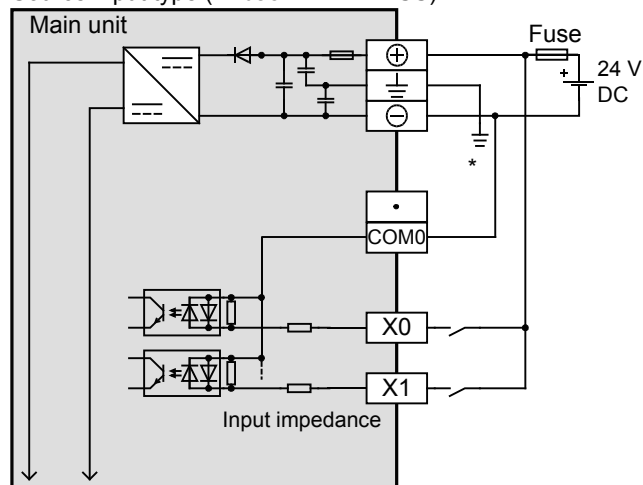 Main unit
Fuse
+
24 V
DC
*
•
COM0
X0
X1
Input impedance